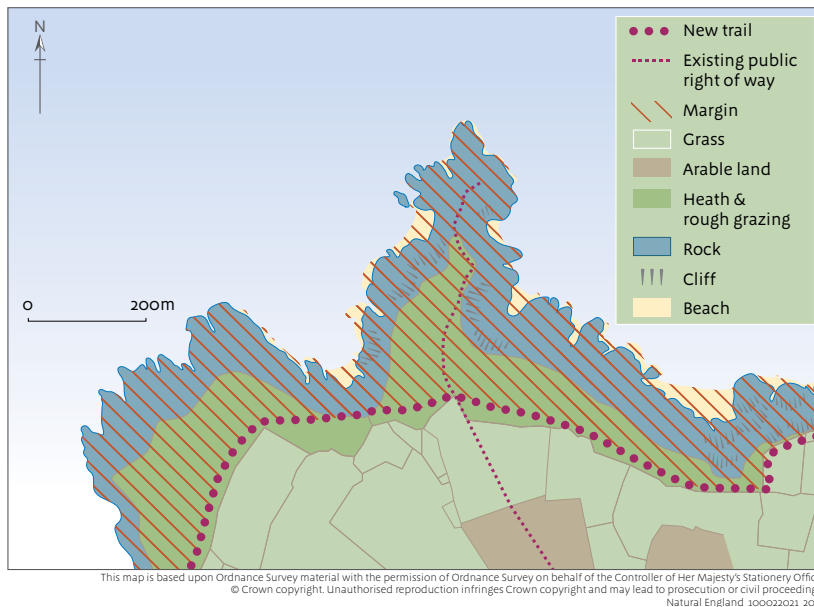 N
New trail
Existing public
right of way
Margin
Grass
Arable land
Heath &
rough grazing
Rock
Cliff
Beach
0 200m
This map is based upon Ordnance Survey material with the permission of Ordnance Survey on behalf of the Controller of Her Majesty's Stationery
© Crown copyright. Unauthorised reproduction infringes Crown copyright and may lead to prosecution or civil
Natural England 100022021